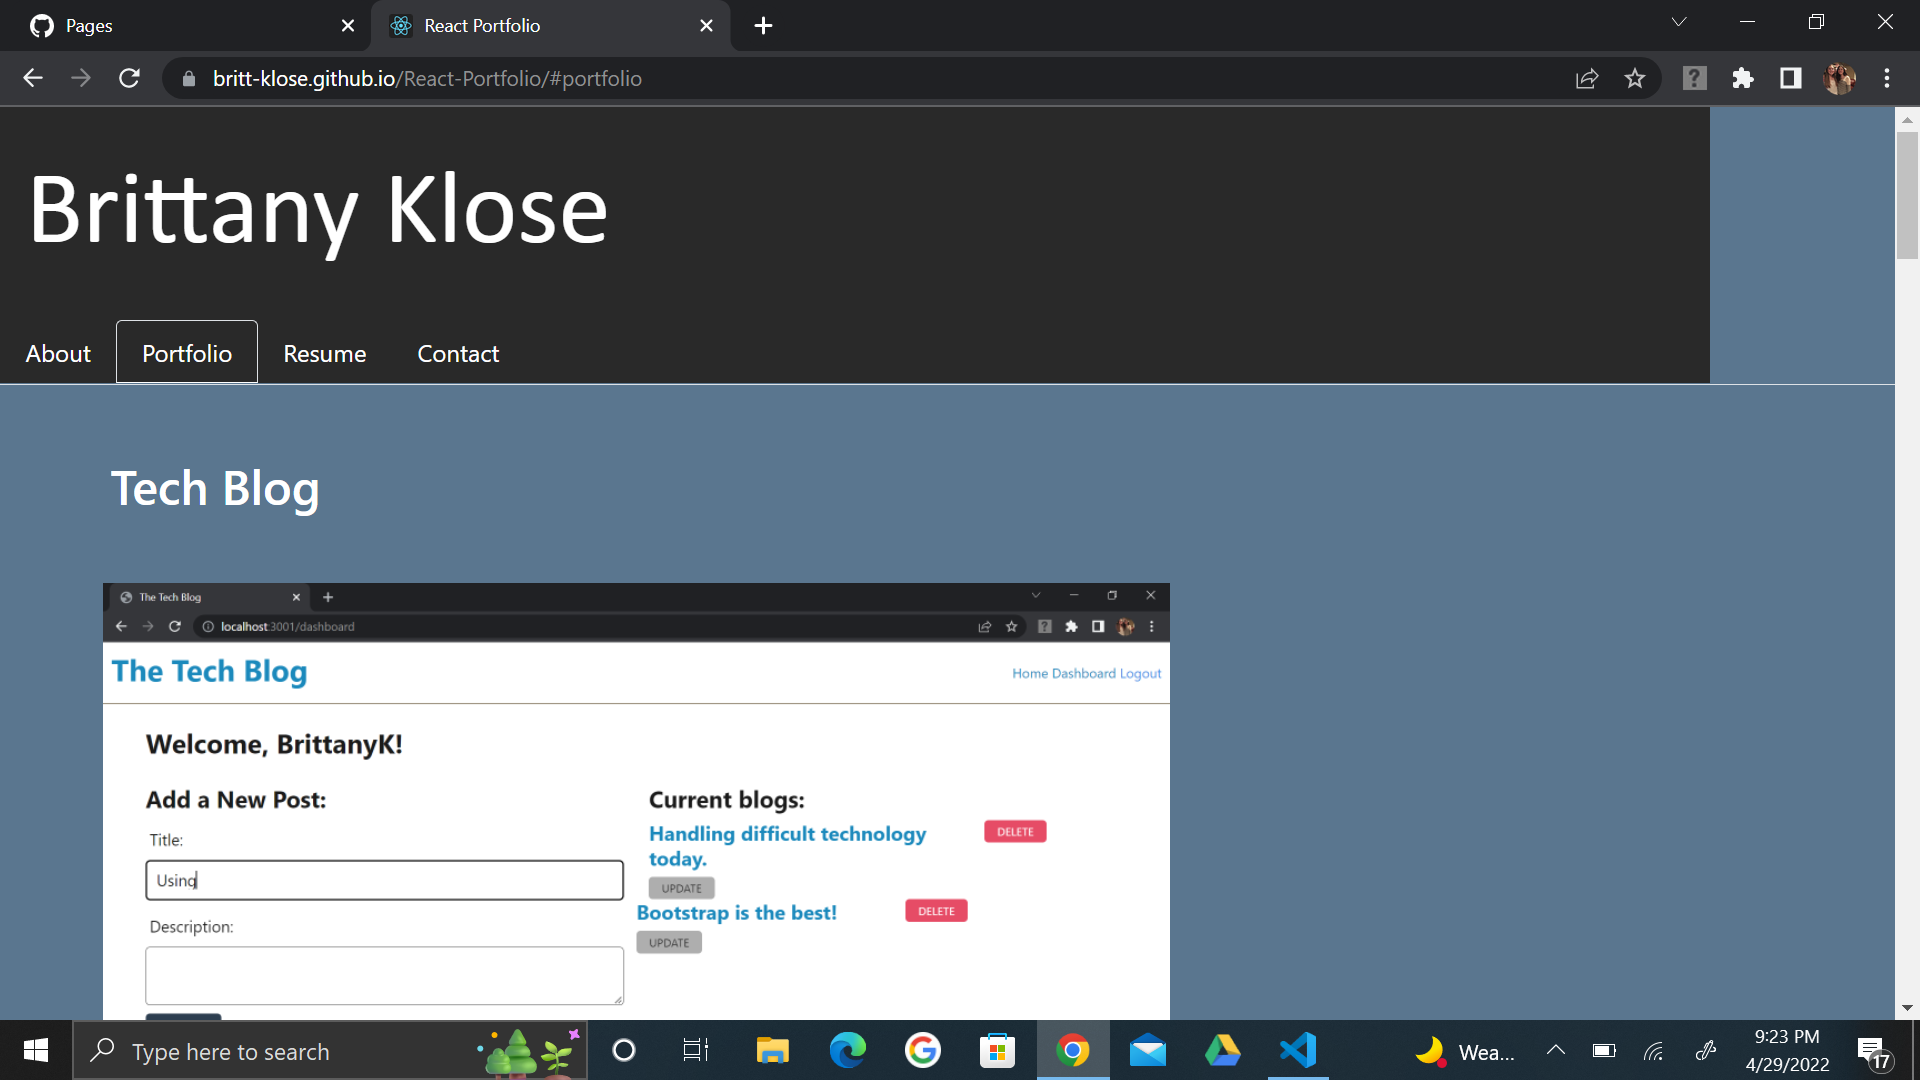 Pages
React Portfolio
britt-klose.github.io/React-Portfolio/#portfolio
Brittany Klose
About Portfolio Resume Contact
Tech Blog
The Tech Blog
localhost:3001/dashboard
The Tech Blog
Home Dashboard Logout
Welcome, BrittanyK!
Add a New Post:
Title:
Using
Description:
Current blogs:
Handling difficult technology
today.
DELETE
UPDATE
Bootstrap is the best!
DELETE
UPDATE
Type here to search
Wea...
9:23 PM
4/29/2022
17